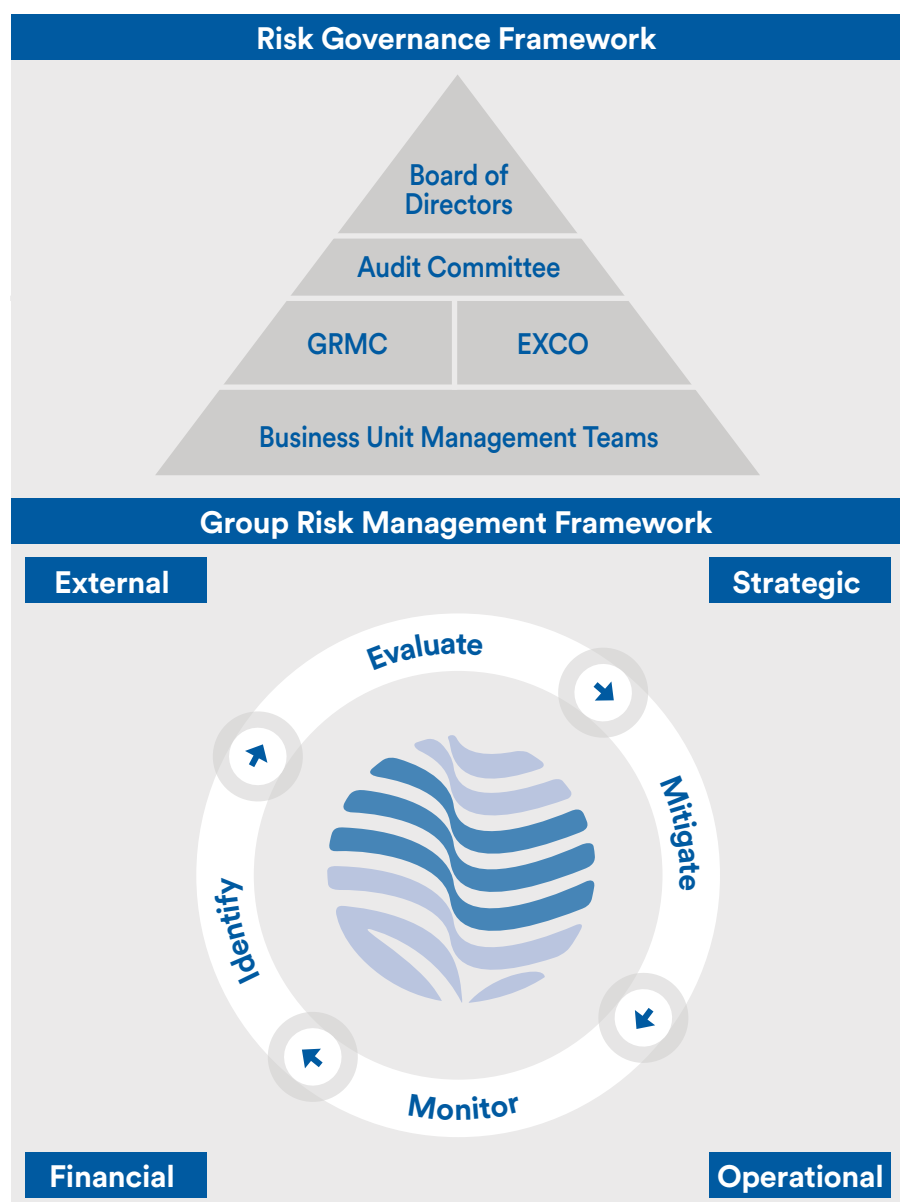 Risk Governance Framework
Board of
Directors
Audit Committee
GRMC
EXCO
Business Unit Management Teams
Group Risk Management Framework
External
Strategic
Evaluate
Mitigate
Identify
Monitor
Financial
Operational